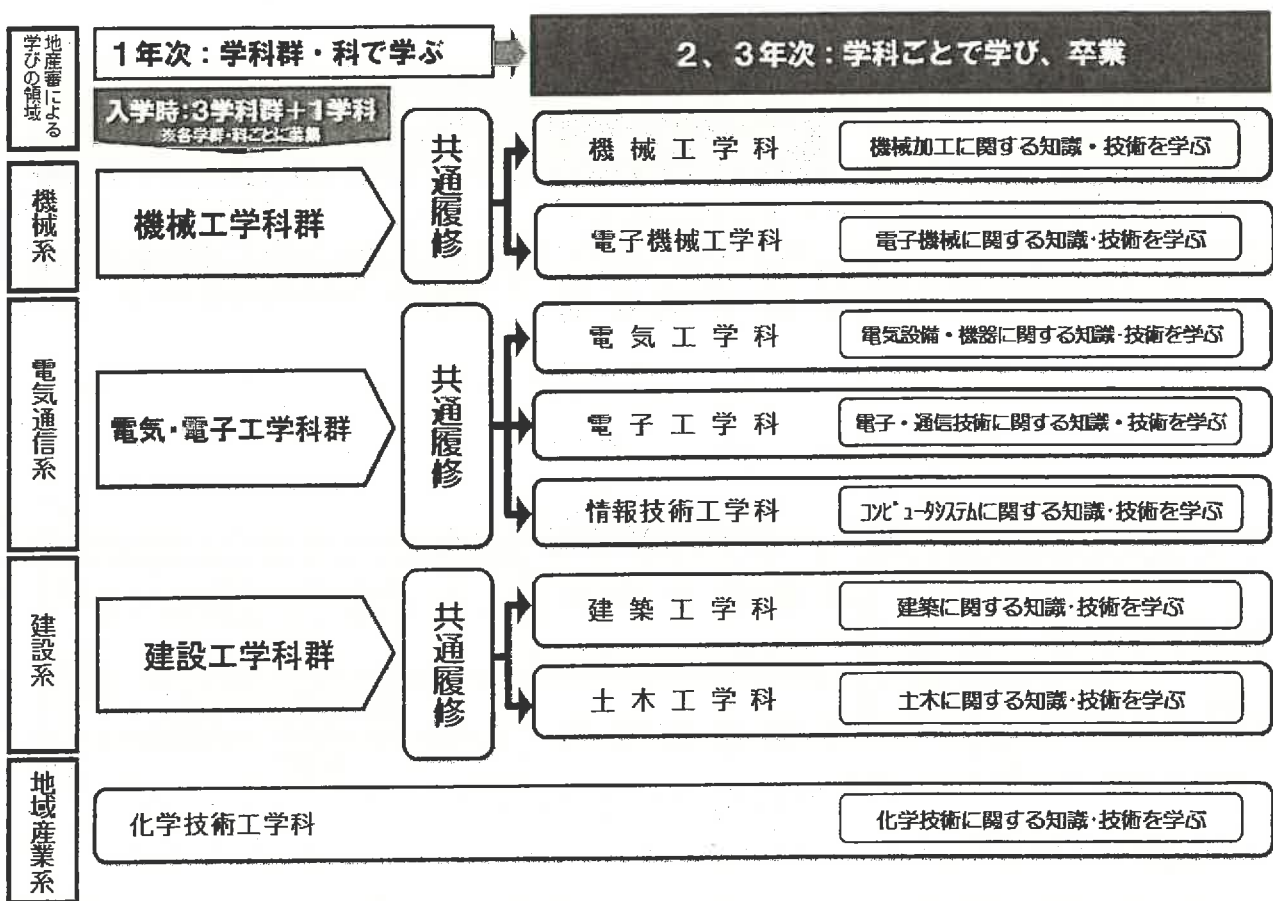 地産審による
学びの領域
1年次:学科群・科で学ぶ
2、3年次:学科ごとで学び、卒業
入学時:3学科群+1学科
※各学群・科ごとに募集
機械系
機械工学科群
共通履修
機械工学科
機械加工に関する知識・技術を学ぶ
電子機械工学科
電子機械に関する知識・技術を学ぶ
電気通信系
電気・電子工学科群
共通履修
電気工学科
電気設備・機器に関する知識・技術を学ぶ
電子工学科
電子・通信技術に関する知識・技術を学ぶ
情報技術工学科
コンピュータシステムに関する知識・技術を学ぶ
建設系
建設工学科群
共通履修
建築工学科
建築に関する知識・技術を学ぶ
土木工学科
土木に関する知識・技術を学ぶ
地域産業系
化学技術工学科
化学技術に関する知識・技術を学ぶ